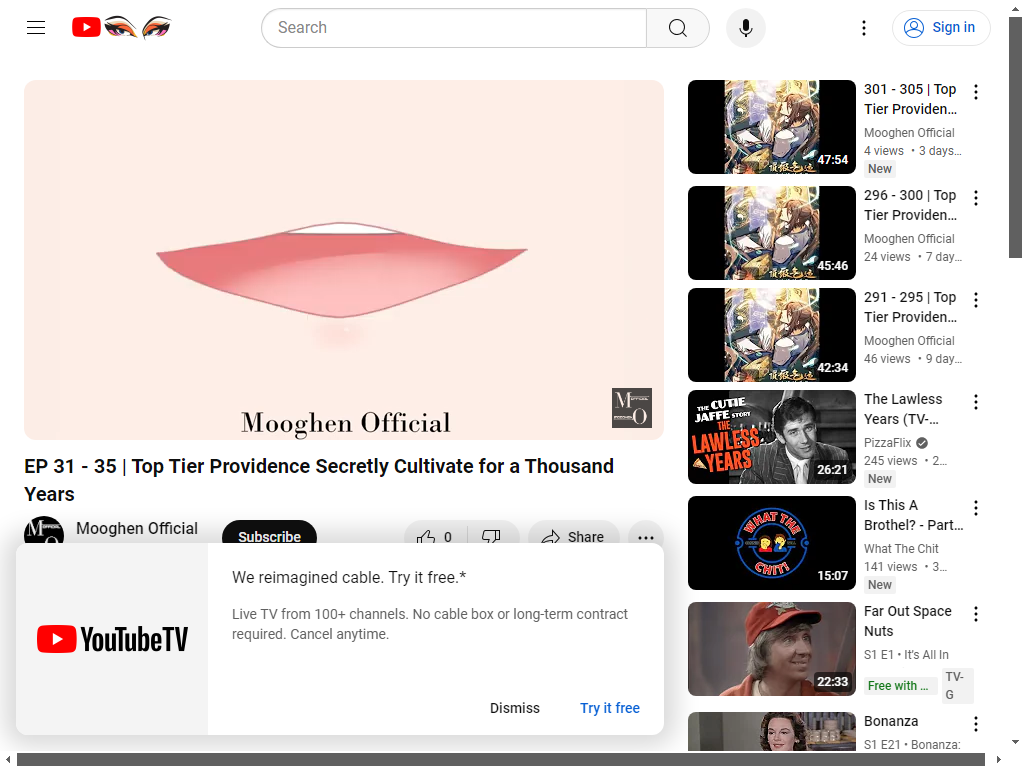 Search
Sign in
Mooghen Official
EP 31 - 35 | Top Tier Providence Secretly Cultivate for a Thousand
Years
Mooghen Official
Subscribe
0
Share
YouTubeTV
We reimagined cable. Try it free.*
Live TV from 100+ channels. No cable box or long-term contract
required. Cancel anytime.
Dismiss
Try it free
47:54
301 - 305 | Top
Tier Providen...
Mooghen Official
4 views • 3 days...
New
45:46
296 - 300 | Top
Tier Providen...
Mooghen Official
24 views • 7 day...
42:34
291 - 295 | Top
Tier Providen...
Mooghen Official
46 views • 9 day...
THE CUTIE
JAFFE STORY
THE
LAWLESS
YEARS
26:21
The Lawless
Years (TV-...
PizzaFlix
245 views • 2...
New
WHAT THE
CHIT!
15:07
Is This A
Brothel? - Part...
What The Chit
141 views • 3...
New
22:33
Far Out Space
Nuts
S1 E1 • It's All In
Free with ...
TV-
G
Bonanza
S1 E21 • Bonanza: